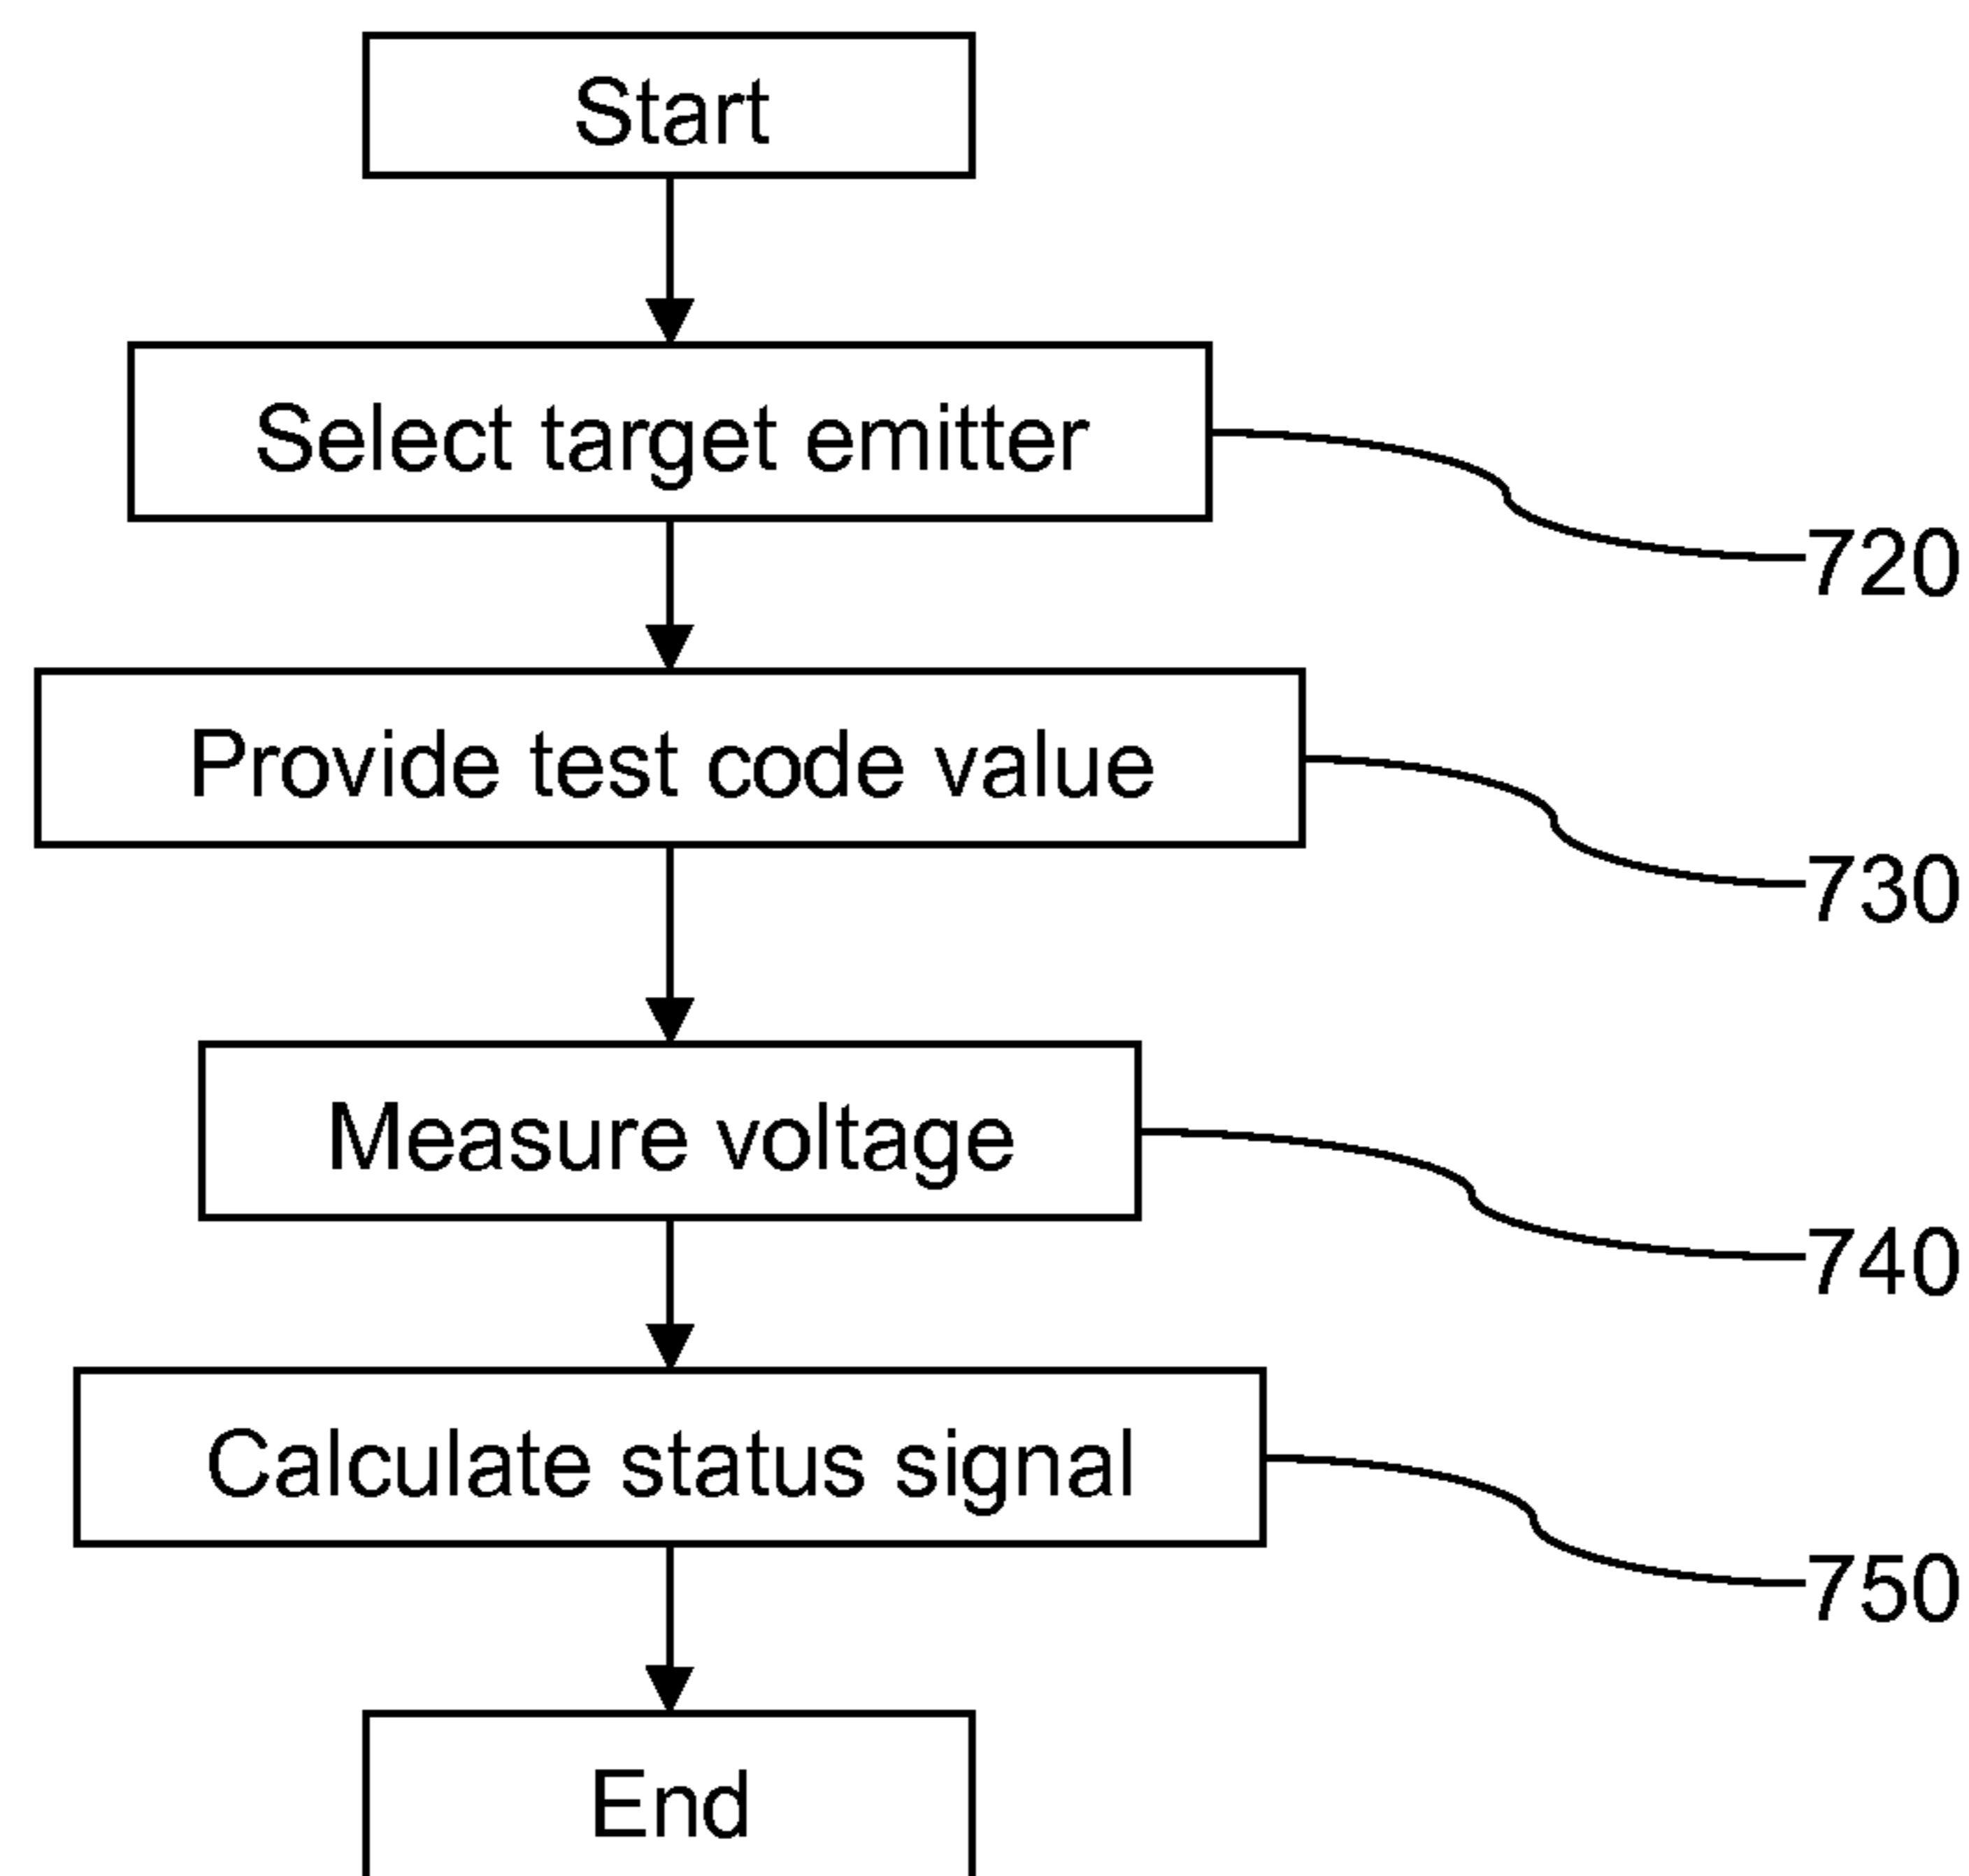 Start
Select target emitter
720
Provide test code value
730
Measure voltage
740
Calculate status signal
750
End